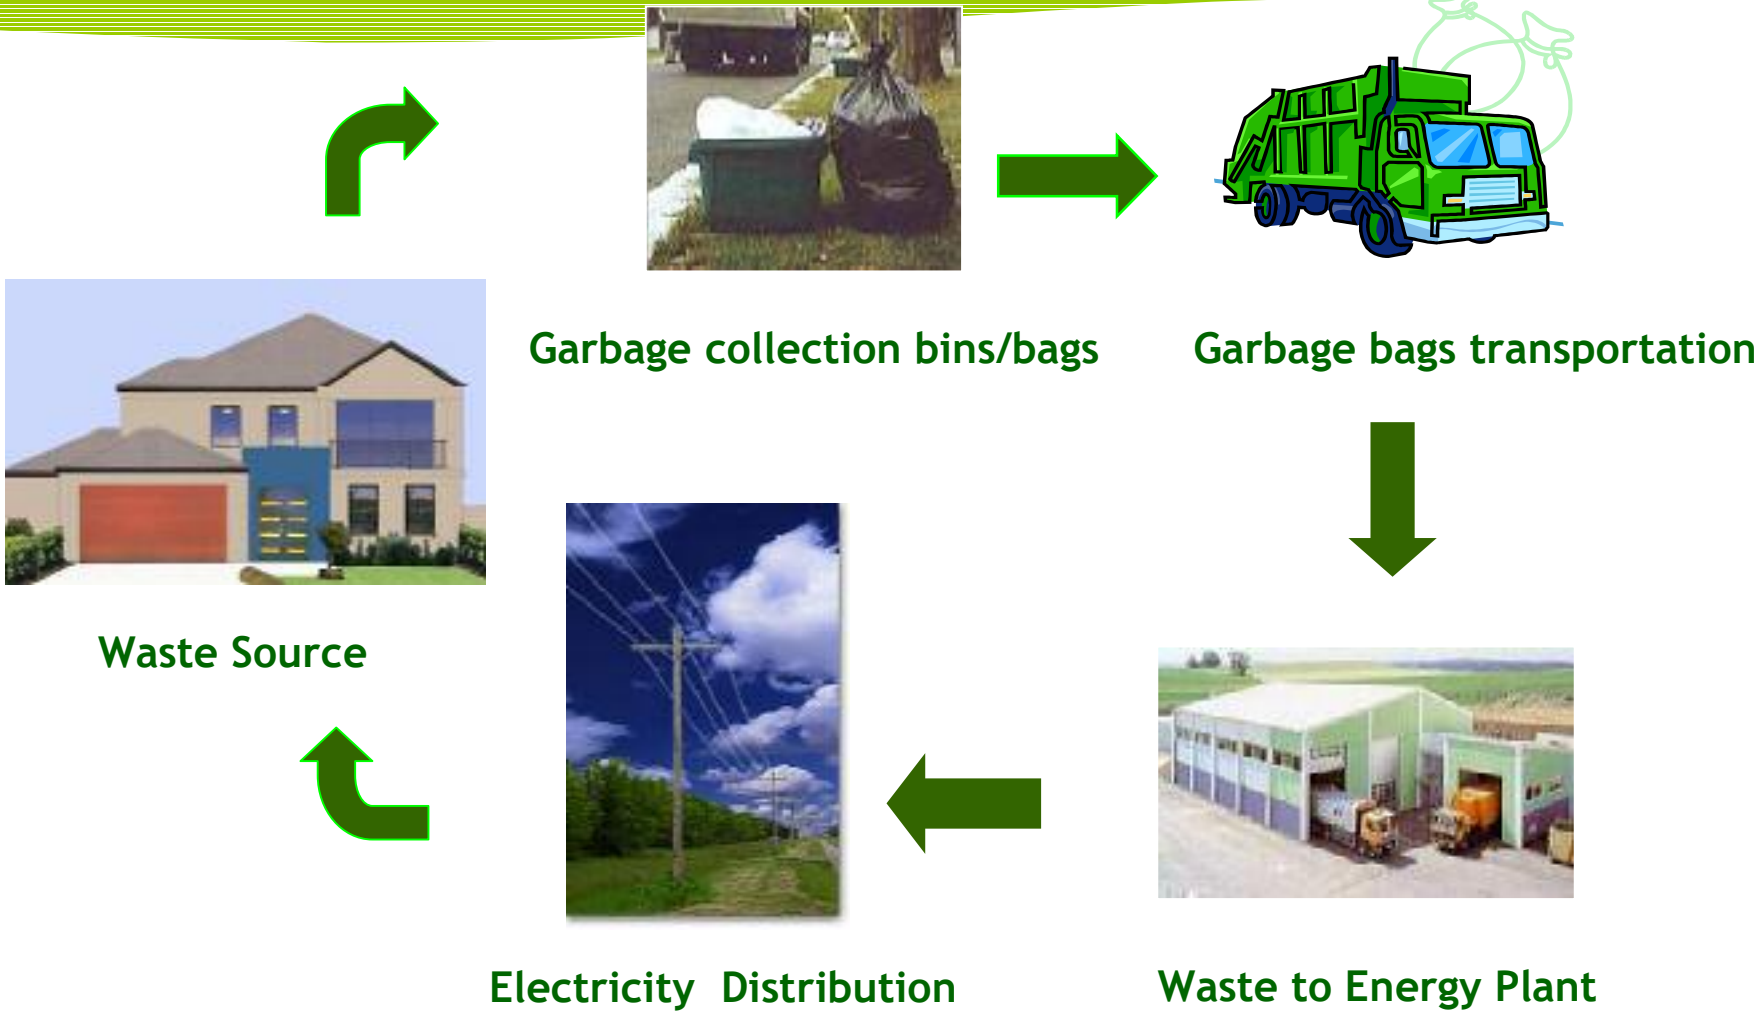 Garbage collection bins/bags
Garbage bags transportation
Waste Source
Electricity  Distribution
Waste to Energy Plant